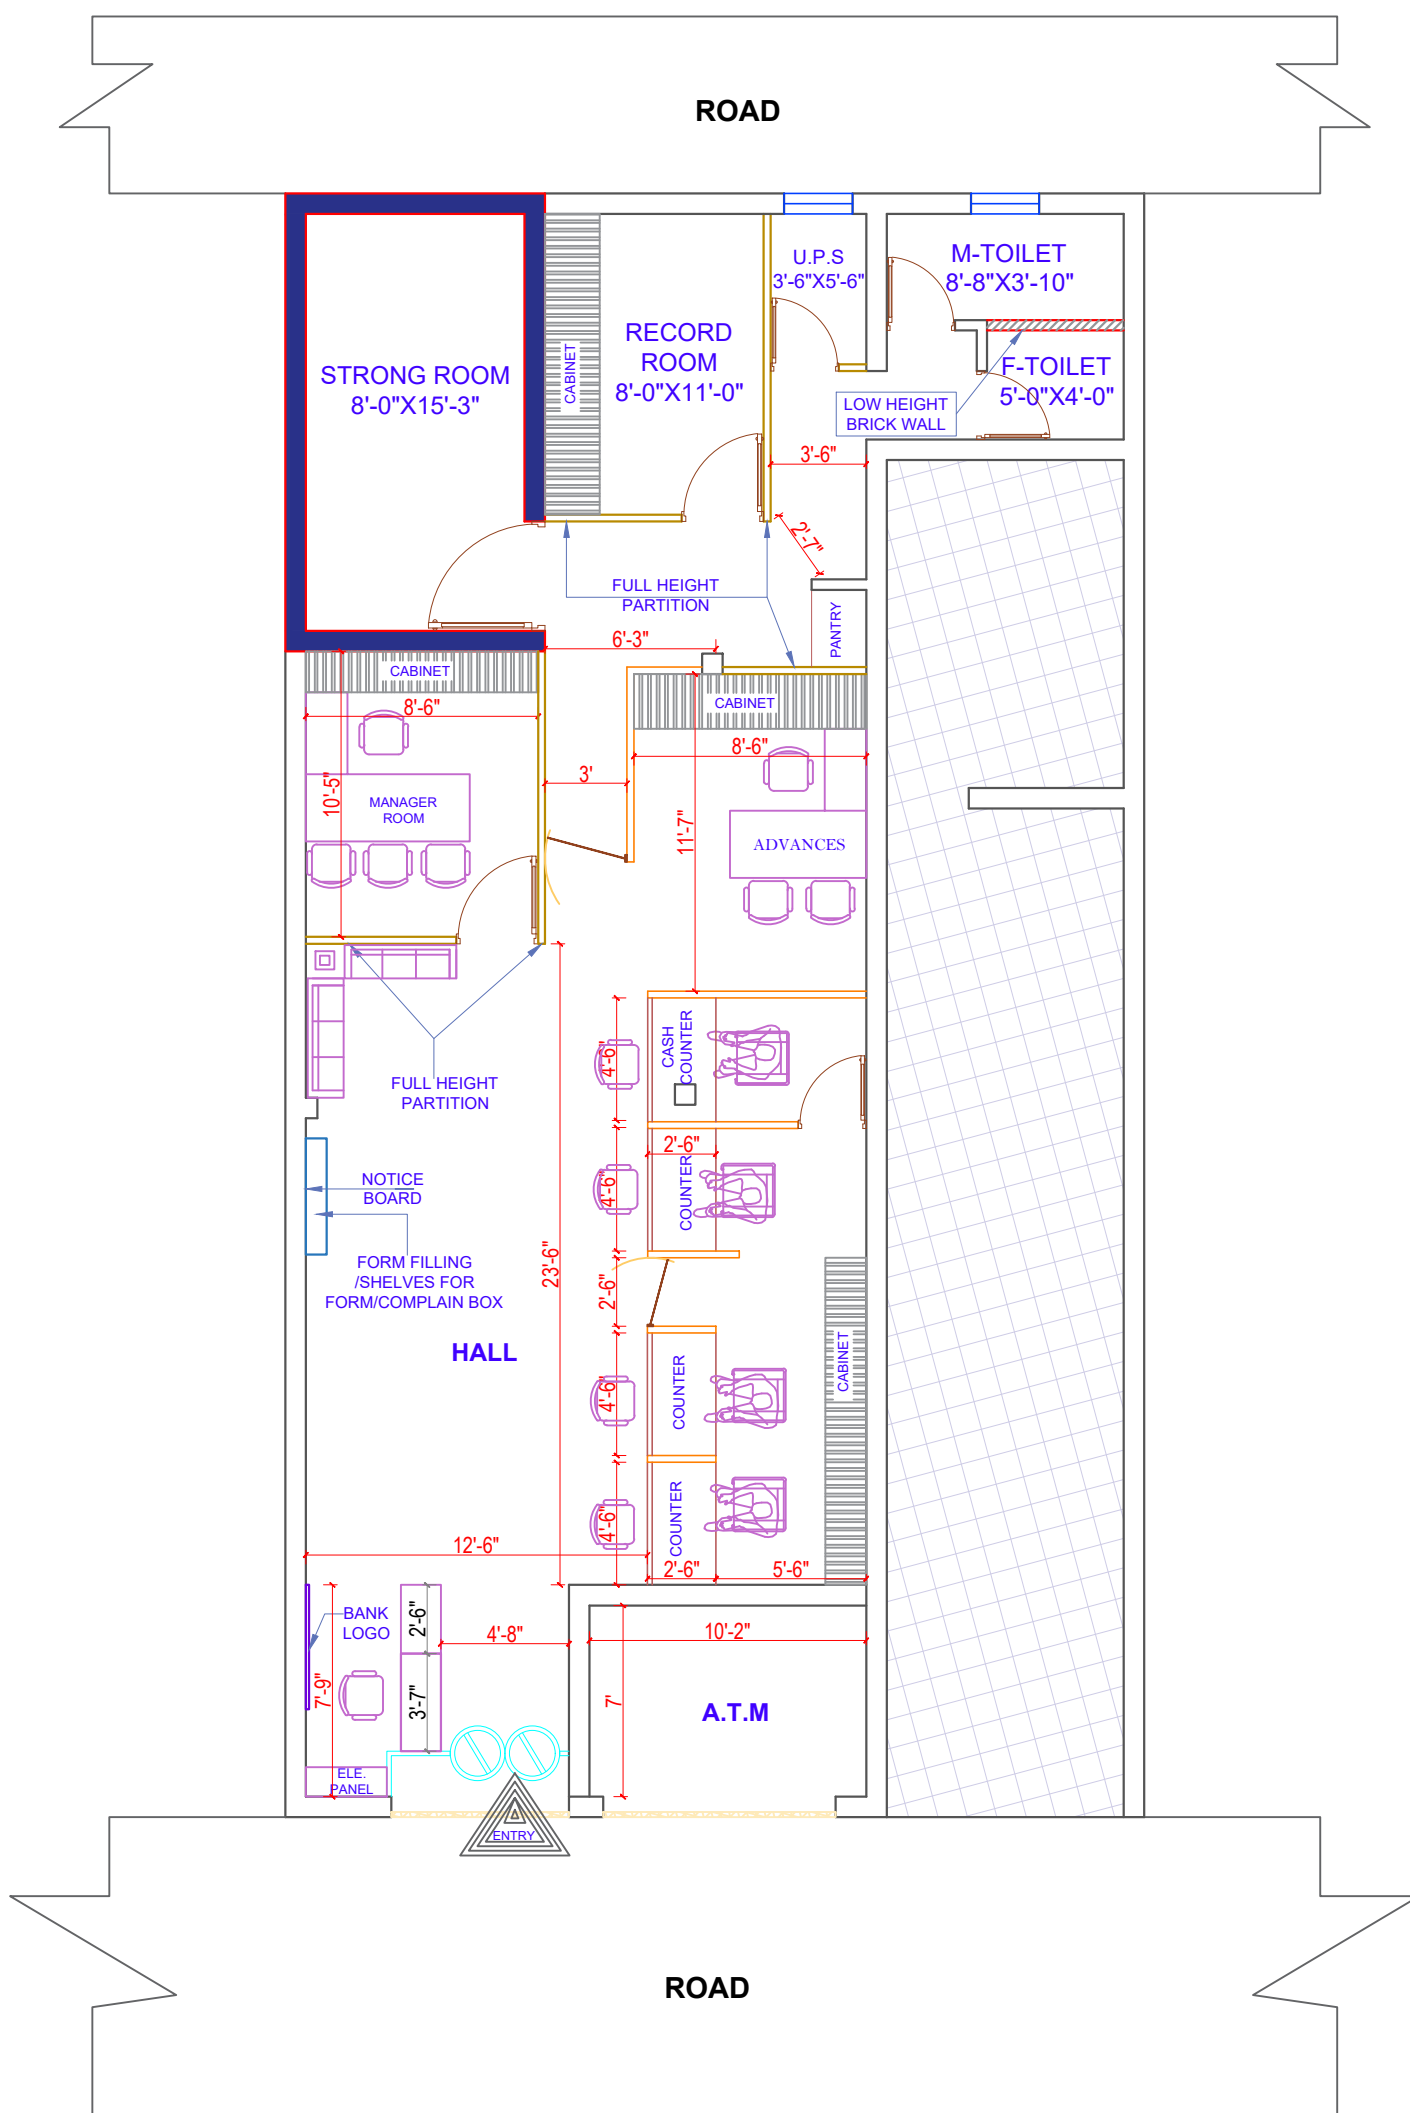 ROAD
STRONG ROOM
8'-0"X15'-3"
CABINET
RECORD
ROOM
8'-0"X11'-0"
U.P.S
3'-6"X5'-6"
M-TOILET
8'-8"X3'-10"
F-TOILET
5'-0"X4'-0"
LOW HEIGHT
BRICK WALL
3'-6"
2'-7"
FULL HEIGHT
PARTITION
PANTRY
6'-3"
CABINET
8'-6"
10'-5"
MANAGER
ROOM
3'
CABINET
8'-6"
11'-7"
ADVANCES
FULL HEIGHT
PARTITION
CASH
COUNTER
4'-6"
2'-6"
COUNTER
4'-6"
NOTICE
BOARD
FORM FILLING
/SHELVES FOR
FORM/COMPLAIN BOX
23'-6"
2'-6"
HALL
COUNTER
4'-6"
CABINET
COUNTER
4'-6"
12'-6"
2'-6"
5'-6"
BANK
LOGO
2'-6"
4'-8"
10'-2"
7'-9"
3'-7"
7'
A.T.M
ELE.
PANEL
ENTRY
ROAD